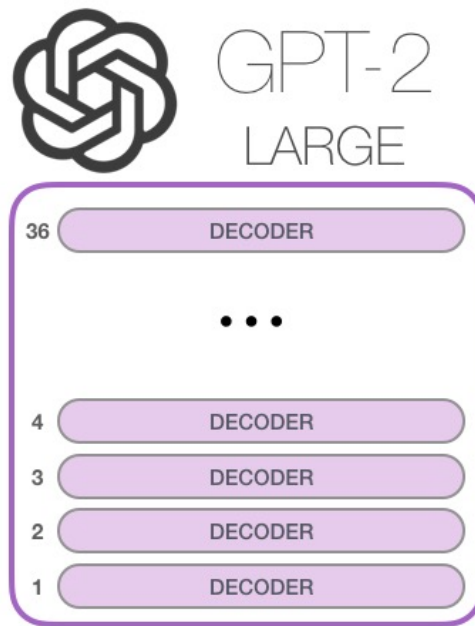 GPT-2
LARGE
36 DECODER
...
4 DECODER
3 DECODER
2 DECODER
1 DECODER